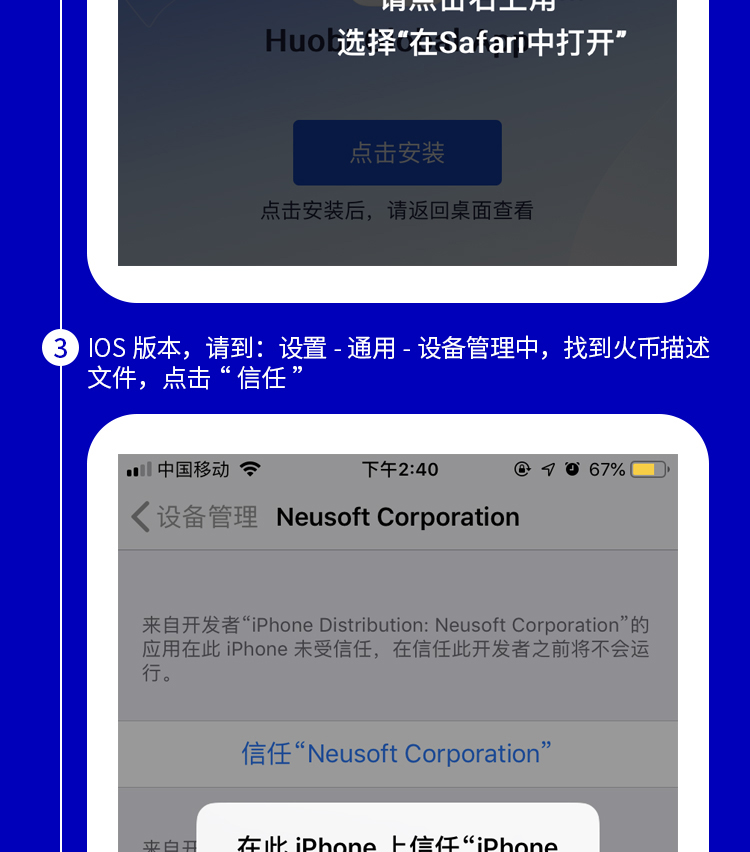 请点击右上角
选择“在Safari中打开”
点击安装
点击安装后，请返回桌面查看
3 IOS 版本，请到：设置 - 通用 - 设备管理中，找到火币描述
文件，点击 “ 信任 ”
中国移动 下午2:40 67%
设备管理 Neusoft Corporation
来自开发者“iPhone Distribution: Neusoft Corporation”的
应用在此 iPhone 未受信任，在信任此开发者之前将不会运
行。
信任“Neusoft Corporation”
在此 iPhone 上信任“iPhone
来自开